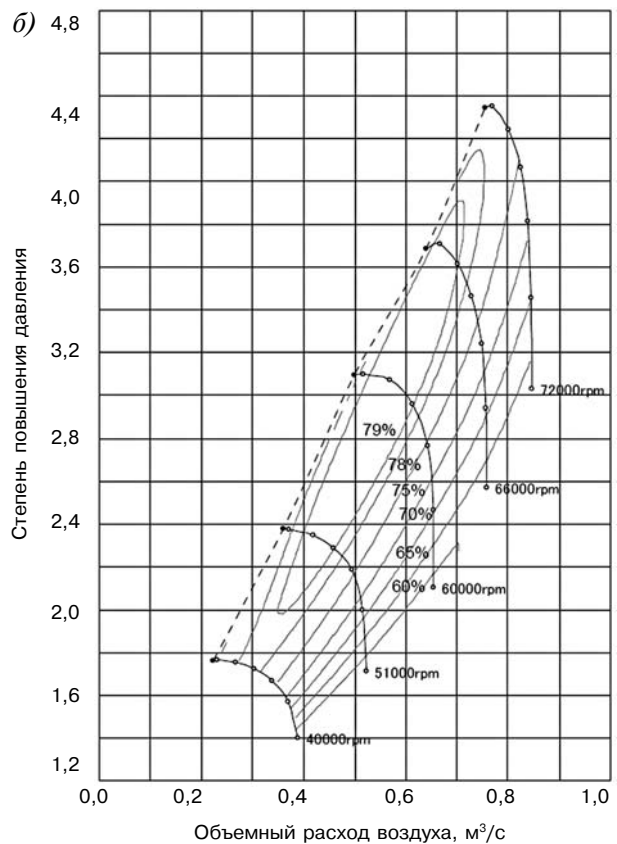 б)
4,8
4,4
4,0
3,6
3,2
2,8
2,4
2,0
1,6
1,2
Степень повышения давления
79%
78%
75%
70%
65%
60%
72000rpm
66000rpm
60000rpm
51000rpm
40000rpm
0,0 0,2 0,4 0,6 0,8 1,0
Объемный расход воздуха, м³/с